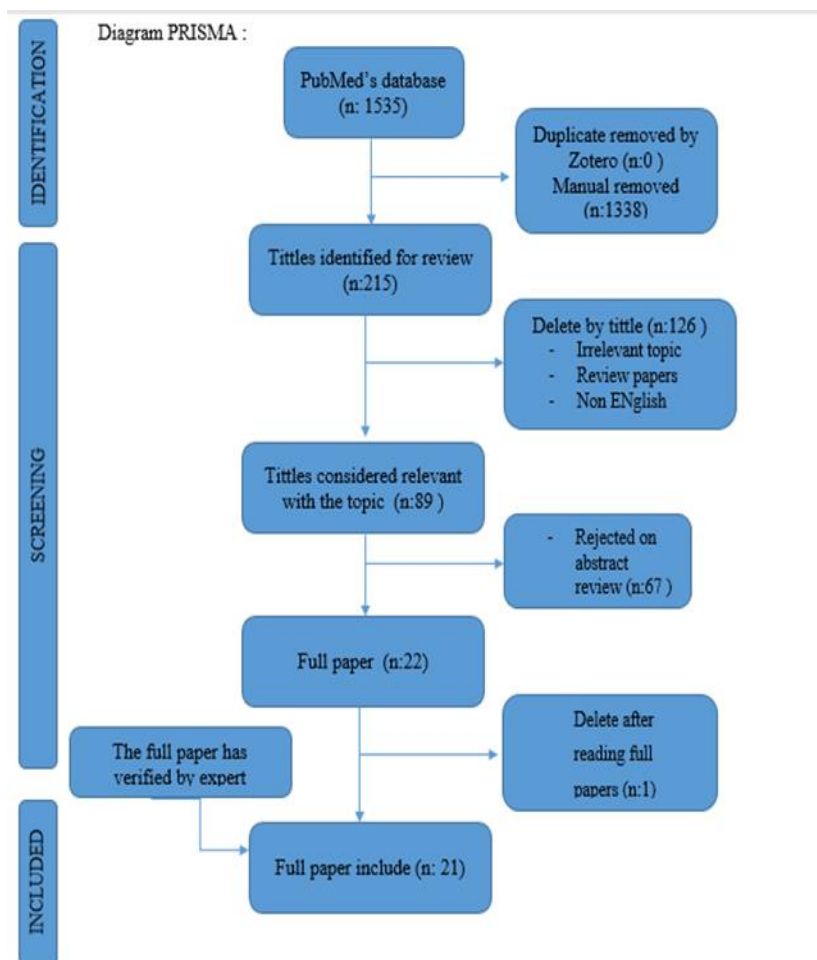 Diagram PRISMA :
IDENTIFICATION
PubMed's database
(n: 1535)
Duplicate removed by
Zotero (n:0 )
Manual removed
(n:1338)
Tittles identified for review
(n:215)
SCREENING
Delete by tittle (n:126 )
- Irrelevant topic
- Review papers
- Non ENglish
Tittles considered relevant
with the topic (n:89 )
- Rejected on
abstract
review (n:67 )
Full paper (n:22)
Delete after
reading full
papers (n:1)
The full paper has
verified by expert
INCLUDED
Full paper include (n: 21)